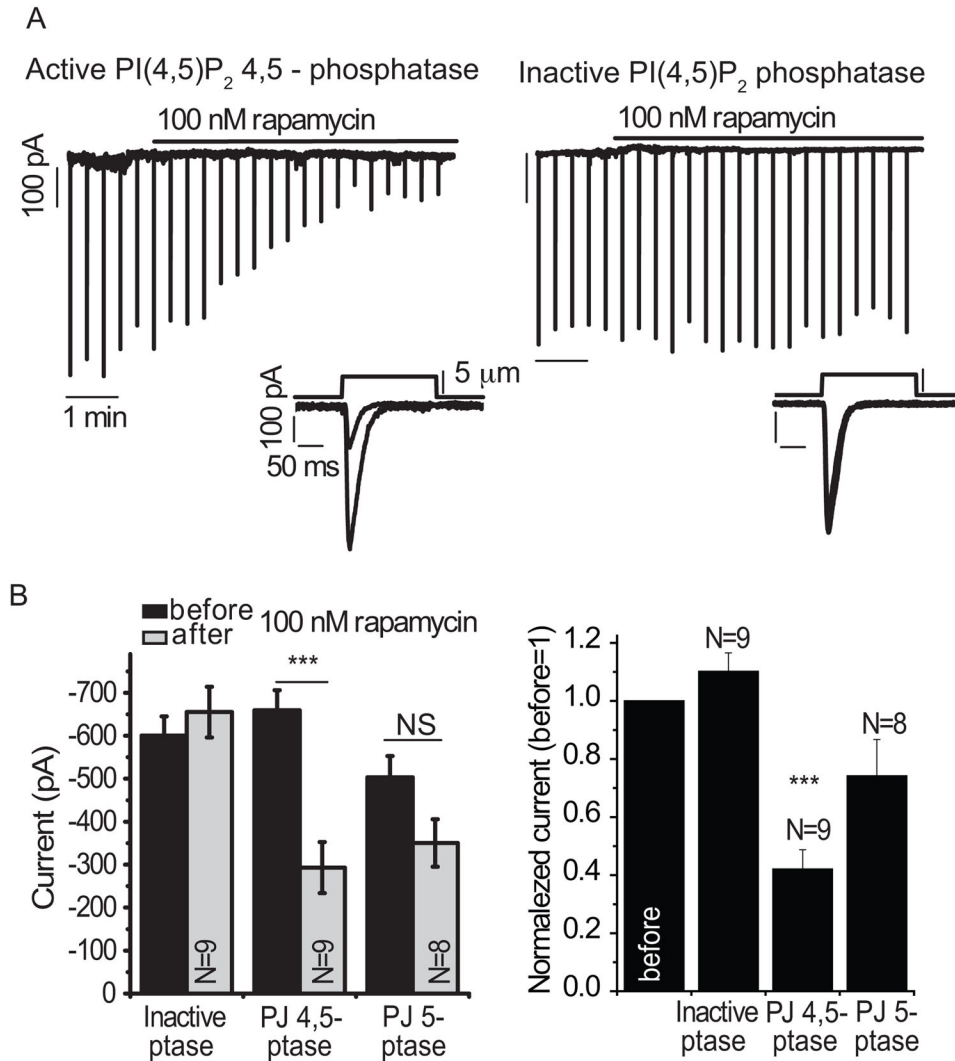 A
Active PI(4,5)P2 4,5 - phosphatase
Inactive PI(4,5)P2 phosphatase
100 nM rapamycin
100 nM rapamycin
100 pA
1 min
5 μm
100 pA
50 ms
B
before
after
100 nM rapamycin
***
NS
Current (pA)
-700
-600
-500
-400
-300
-200
-100
0
N=9
N=9
N=8
Inactive
PJ 4,5-
ptase
PJ 5-
ptase
Normalezed current (before=1)
1.2
1.0
0.8
0.6
0.4
0.2
0.0
N=9
N=8
***
N=9
before
Inactive
PJ 4,5-
ptase
PJ 5-
ptase